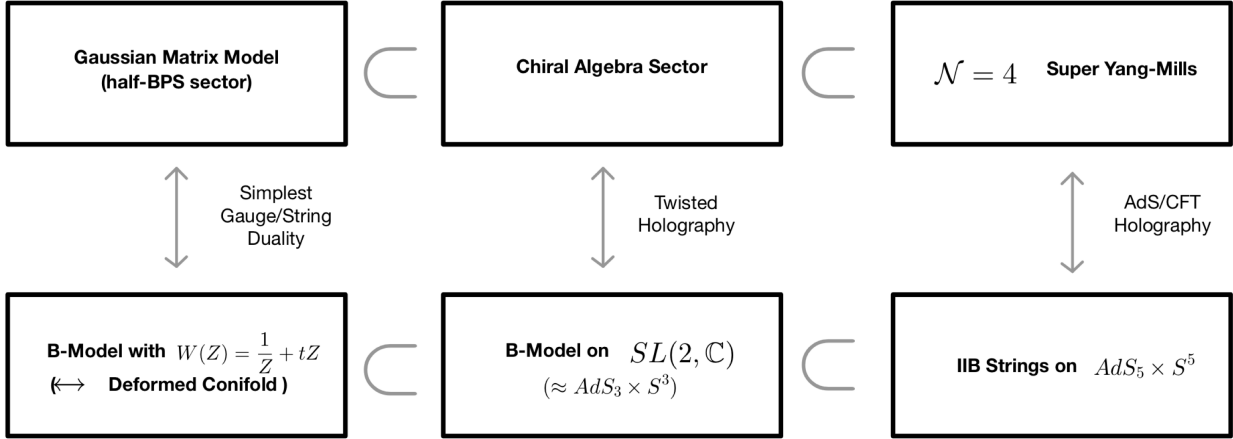 Gaussian Matrix Model
(half-BPS sector)
Chiral Algebra Sector
𝒩 = 4 Super Yang-Mills
Simplest
Gauge/String
Duality
Twisted
Holography
AdS/CFT
Holography
B-Model with W(Z) = 1/Z + tZ
(⟷ Deformed Conifold )
B-Model on SL(2, ℂ)
(≈ AdS₃ × S³)
IIB Strings on AdS₅ × S⁵